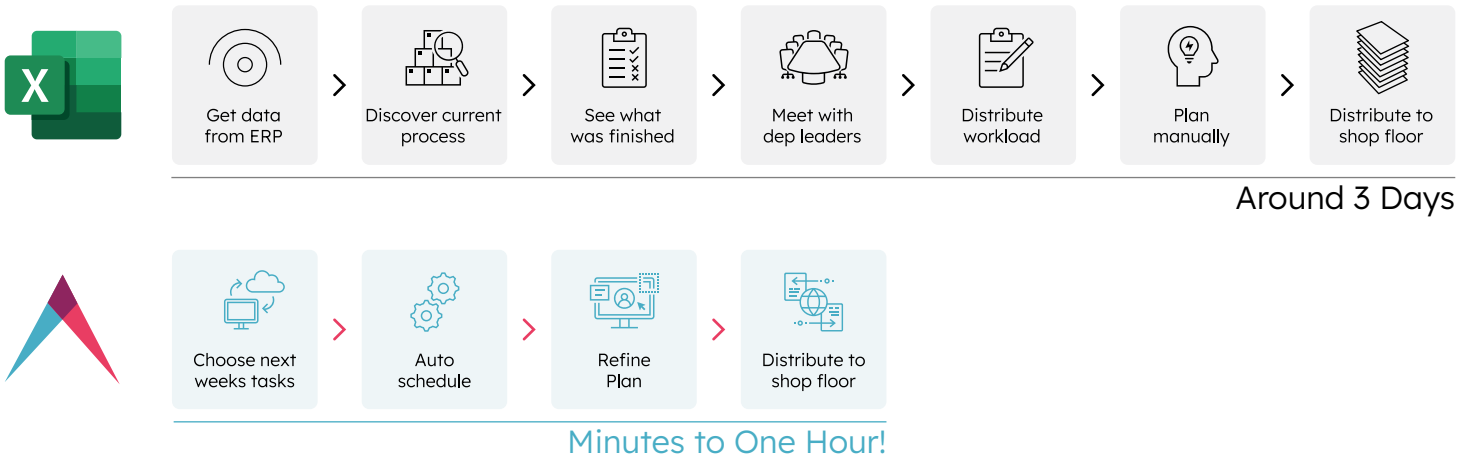 X
Get data
from ERP
Discover current
process
See what
was finished
Meet with
dep leaders
Distribute
workload
Plan
manually
Distribute to
shop floor
Around 3 Days
Choose next
weeks tasks
Auto
schedule
Refine
Plan
Distribute to
shop floor
Minutes to One Hour!